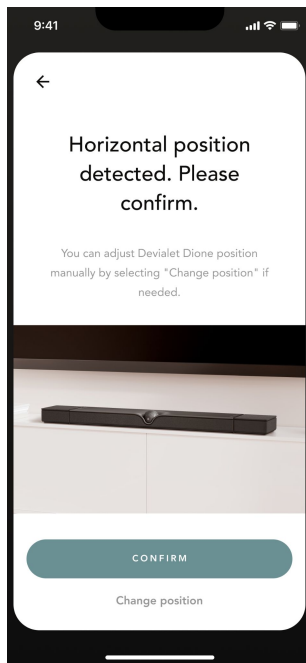 9:41
Horizontal position
detected. Please
confirm.
You can adjust Devialet Dione position
manually by selecting "Change position" if
needed.
CONFIRM
Change position